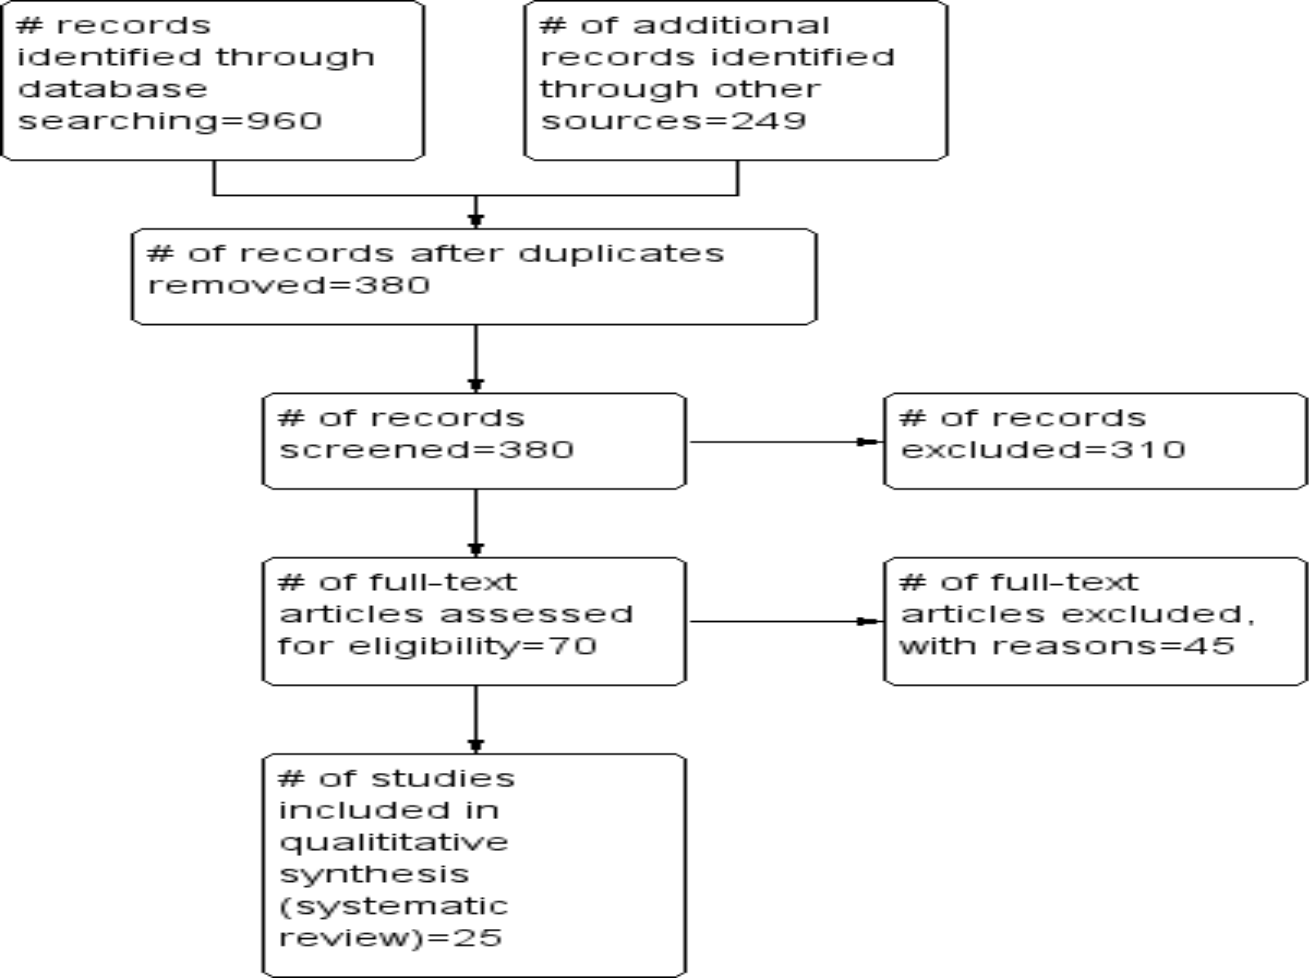 # records
identified through
database
searching=960
# of additional
records identified
through other
sources=249
# of records after duplicates
removed=380
# of records
screened=380
# of records
excluded=310
# of full-text
articles assessed
for eligibility=70
# of full-text
articles excluded,
with reasons=45
# of studies
included in
qualititative
synthesis
(systematic
review)=25